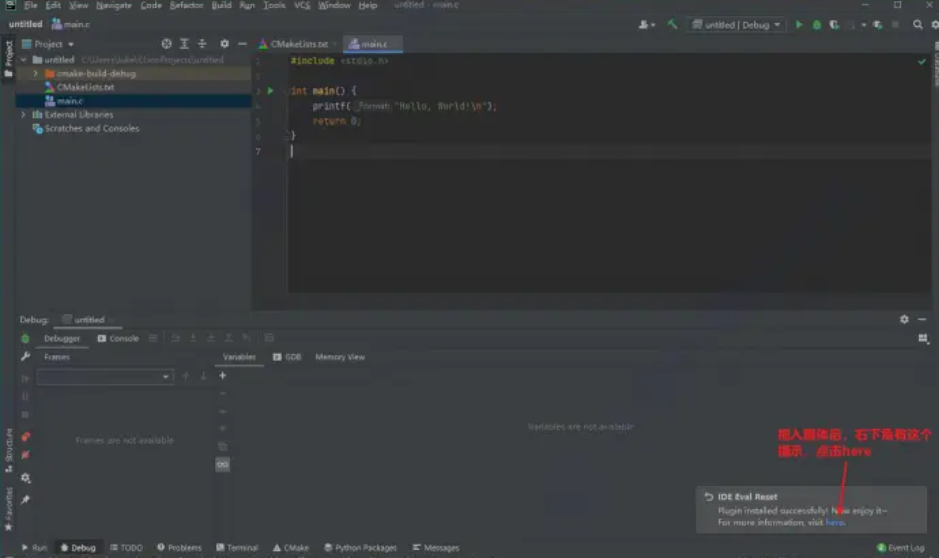 File Edit View Navigate Code Refactor Build Run Tools VCS Window Help untitled - main.c
untitled main.c
untitled | Debug
Project
Project
CMakeLists.txt
main.c
untitled C:\Users\luke\CLionProjects\untitled
cmake-build-debug
CMakeLists.txt
main.c
External Libraries
Scratches and Consoles
1 #include <stdio.h>
2
3 int main() {
4 printf( Format: "Hello, World!\n");
5 return 0;
6 }
7
Debug: untitled
Debugger Console
Frames
Variables GDB Memory View
Frames are not available
Variables are not available
Structure
Favorites
拖入窗体后，右下角有这个
提示，点击here
IDE Eval Reset
Plugin installed successfully! Now enjoy it~
For more information, visit here.
Run Debug TODO Problems Terminal CMake Python Packages Messages
Event Log